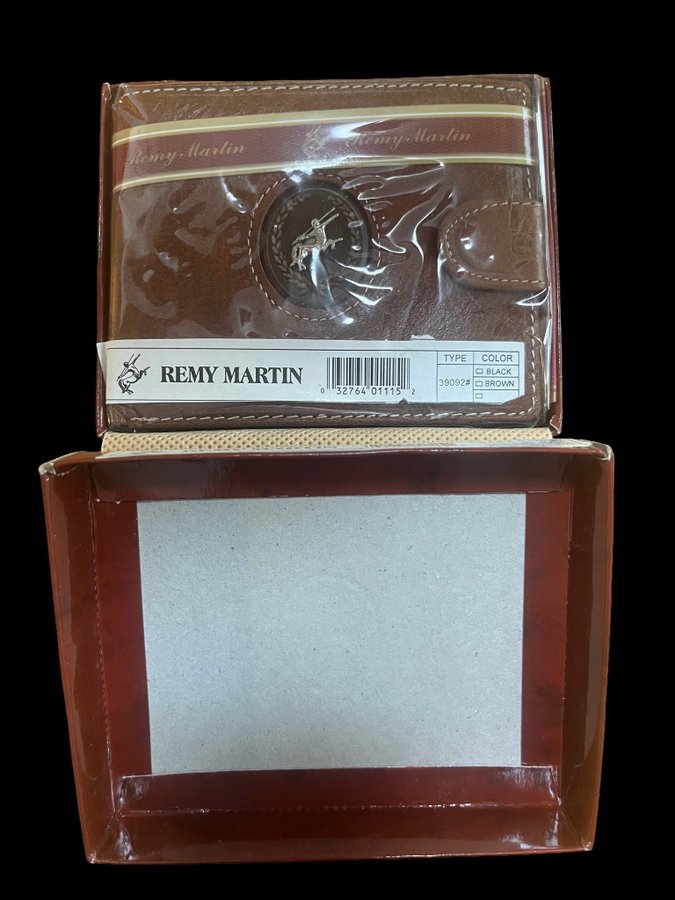 Remy Martin Remy Martin
REMY MARTIN
0 32764 01115 2
TYPE COLOR
39092# BLACK
BROWN